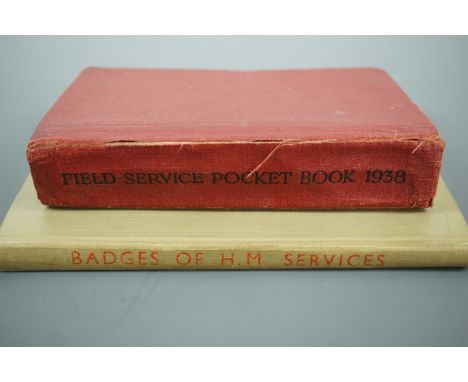 FIELD SERVICE POCKET BOOK 1938
BADGES OF H.M. SERVICES